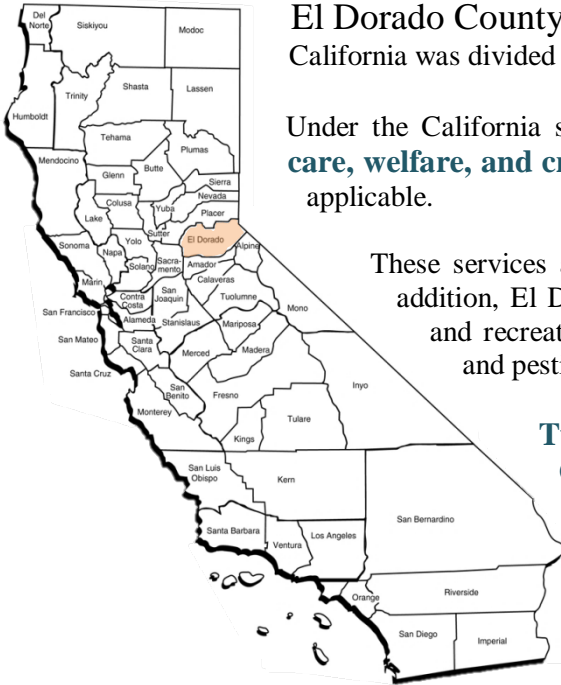 El Dorado County
California was divided
Under the California s
care, welfare, and cr
applicable.
These services a
addition, El D
and recreat
and pesti
Del
Norte
Siskiyou
Modoc
Trinity
Shasta
Lassen
Humboldt
Tehama
Plumas
Mendocino
Glenn
Butte
Sierra
Colusa
Nevada
Yuba
Placer
Lake
Sutter
El Dorado
Sonoma
Yolo
Alpine
Napa
Sacra-
mento
Solano
Amador
Marin
Calaveras
San
Joaquin
Contra
Costa
Tuolumne
Mono
San Francisco
Alameda
Stanislaus
Mariposa
San Mateo
Santa
Clara
Merced
Madera
Santa Cruz
San
Benito
Fresno
Inyo
Monterey
Tulare
Kings
San Luis
Obispo
Kern
San Bernardino
Santa Barbara
Ventura
Los Angeles
Orange
Riverside
San Diego
Imperial